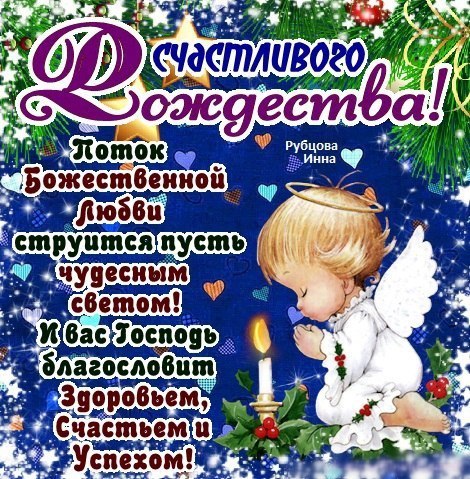 Счастливого
Рождества!
Рубцова
Инна
Поток
Божественной
Любви
струится пусть
чудесным
светом!
И вас Господь
благословит
Здоровьем,
Счастьем и
Успехом!